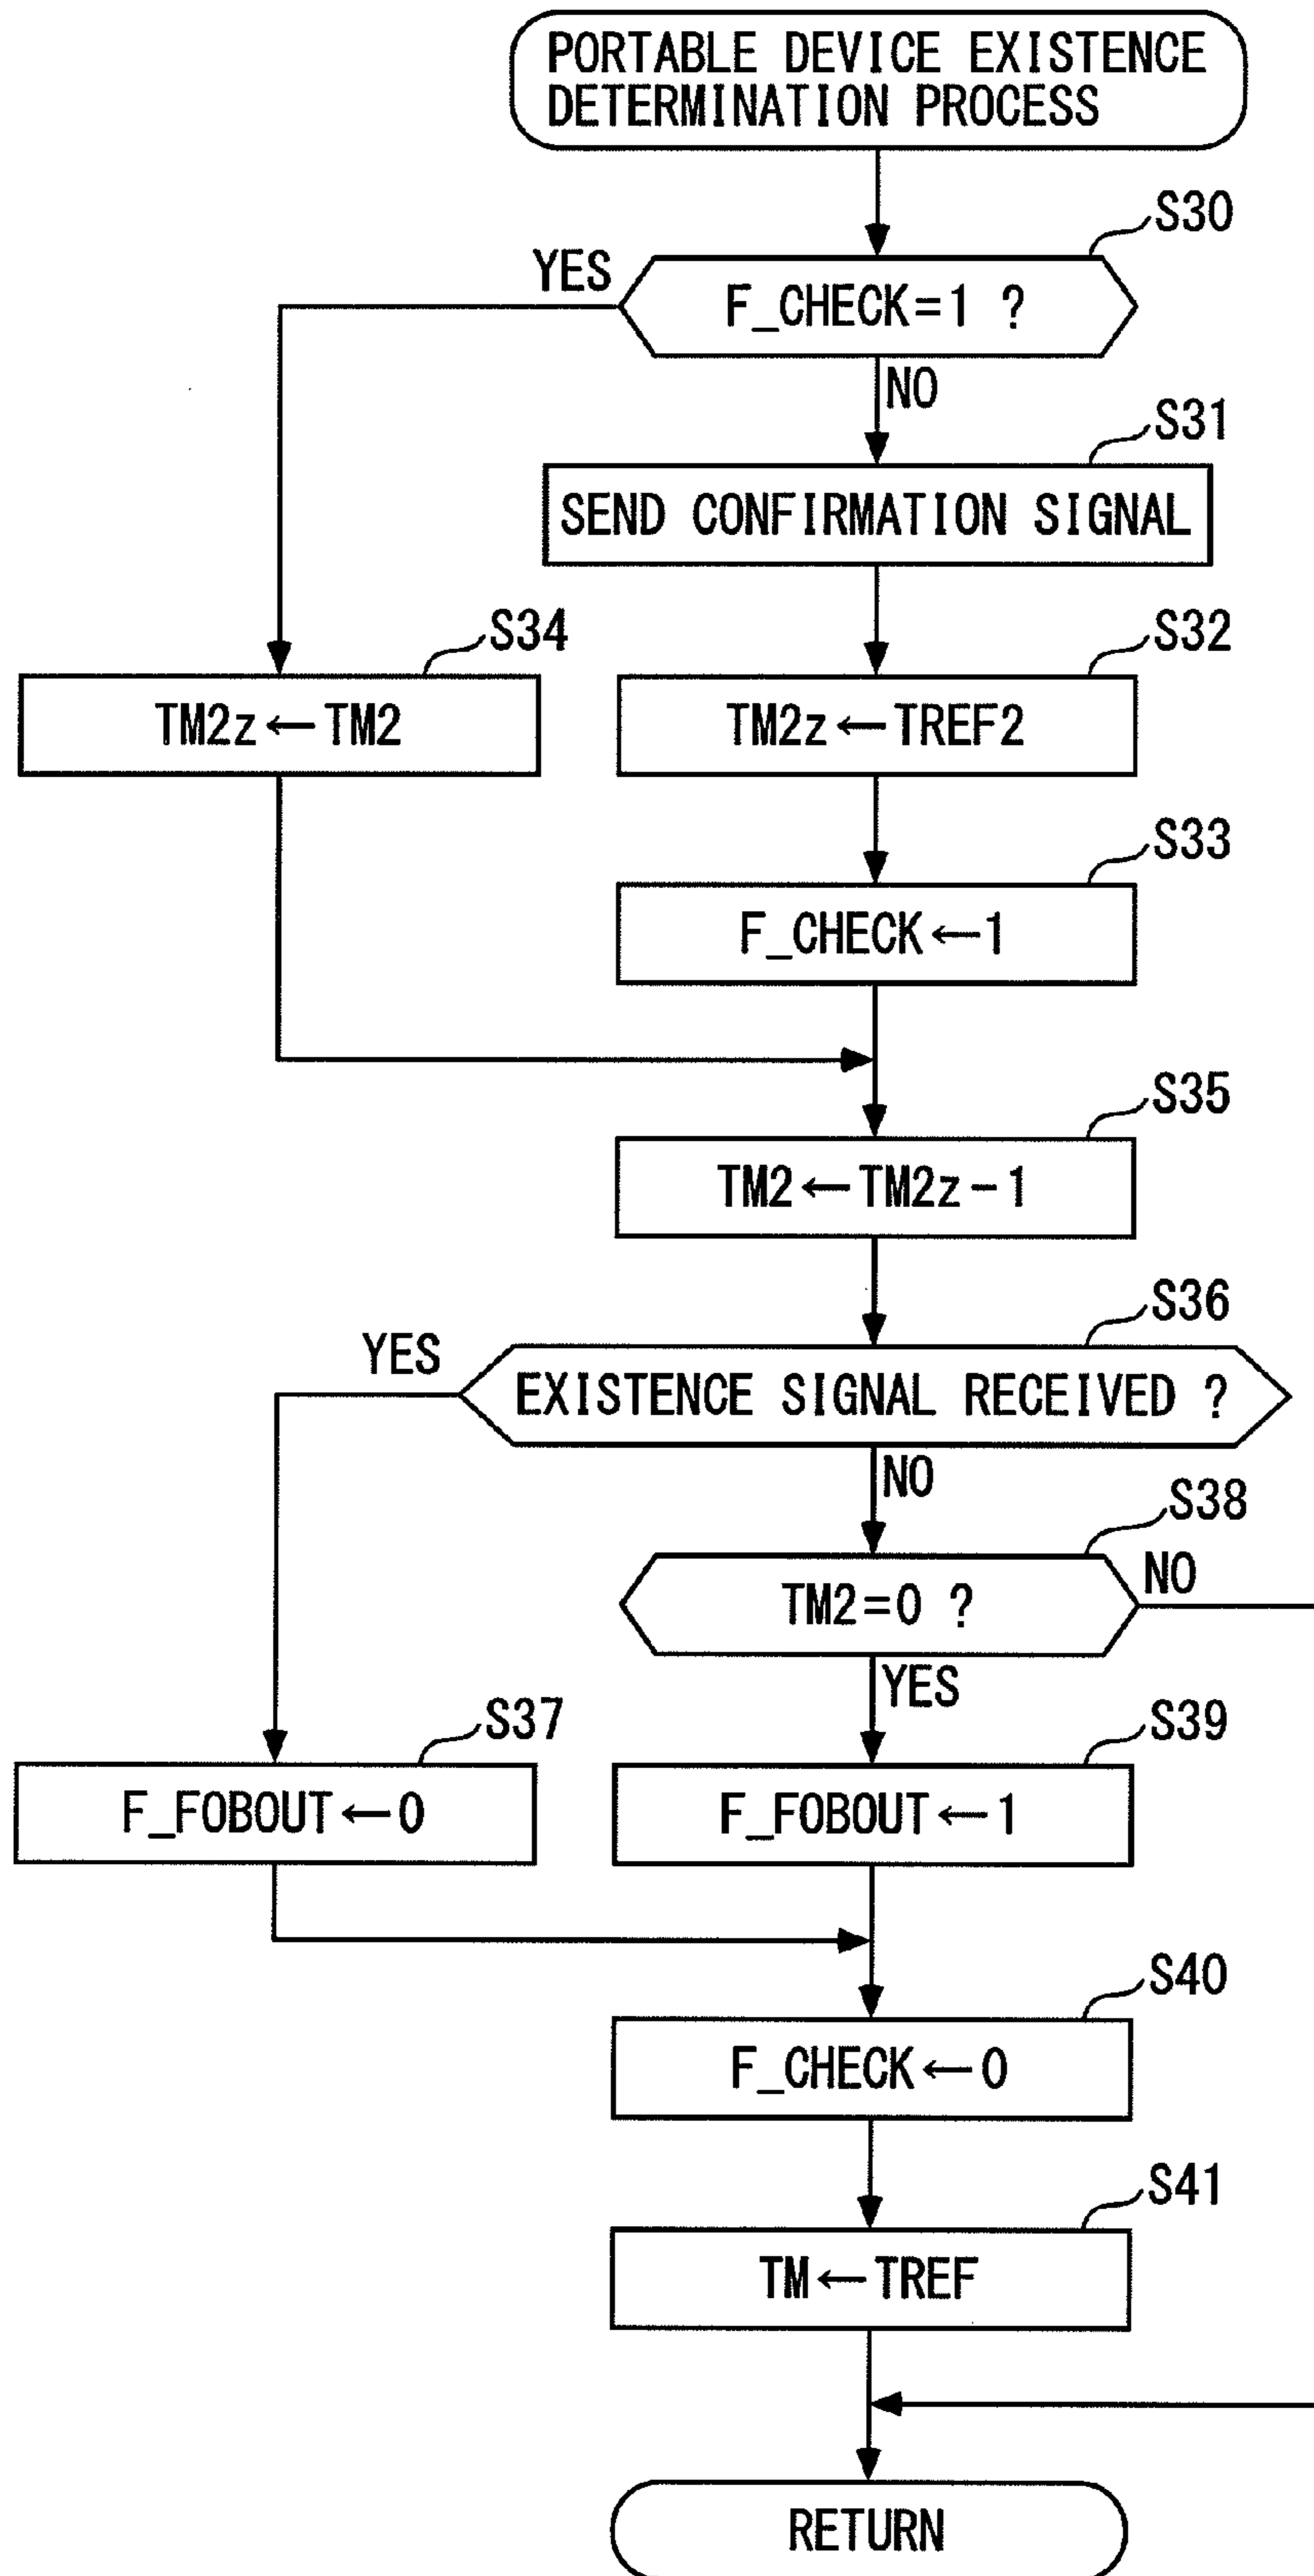 PORTABLE DEVICE EXISTENCE
DETERMINATION PROCESS
S30
YES
F_CHECK=1 ?
NO
S31
SEND CONFIRMATION SIGNAL
S34
S32
TM2z←TM2
TM2z←TREF2
S33
F_CHECK←1
S35
TM2←TM2z-1
S36
YES
EXISTENCE SIGNAL RECEIVED ?
NO
S38
TM2=0 ?
NO
YES
S37
S39
F_FOBOUT←0
F_FOBOUT←1
S40
F_CHECK←0
S41
TM←TREF
RETURN